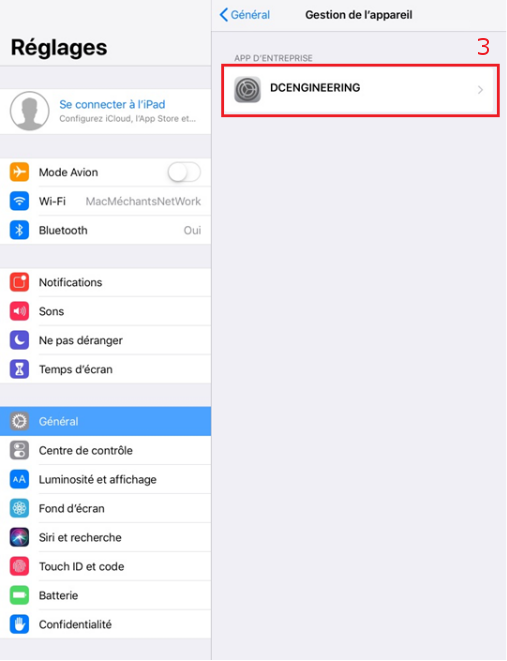 Réglages
Se connecter à l'iPad
Configurez iCloud, l'App Store et...
Mode Avion
Wi-Fi MacMéchantsNetWork
Bluetooth Oui
Notifications
Sons
Ne pas déranger
Temps d'écran
Général
Centre de contrôle
AA Luminosité et affichage
Fond d'écran
Siri et recherche
Touch ID et code
Batterie
Confidentialité
Général Gestion de l'appareil
APP D'ENTREPRISE
3
DCENGINEERING